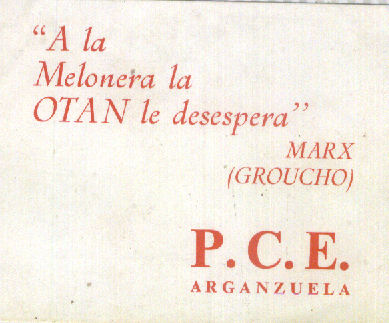 “A la
Melonera la
OTAN le desespera”
MARX
(GROUCHO)
P.C.E.
ARGANZUELA